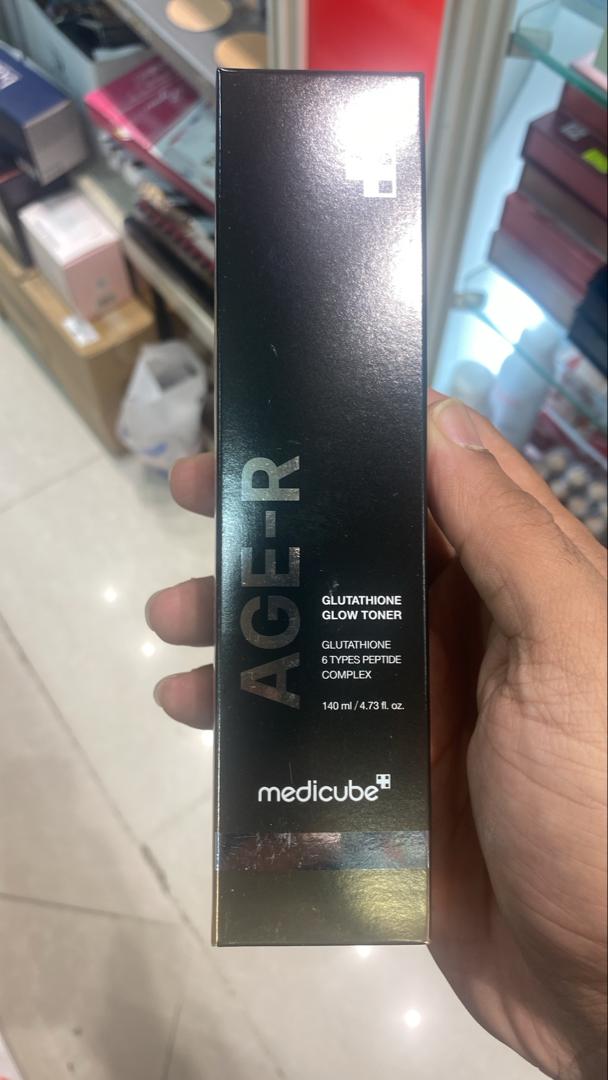 AGE-R
GLUTATHIONE
GLOW TONER
GLUTATHIONE
6 TYPES PEPTIDE
COMPLEX
140 ml / 4.73 fl. oz.
medicube